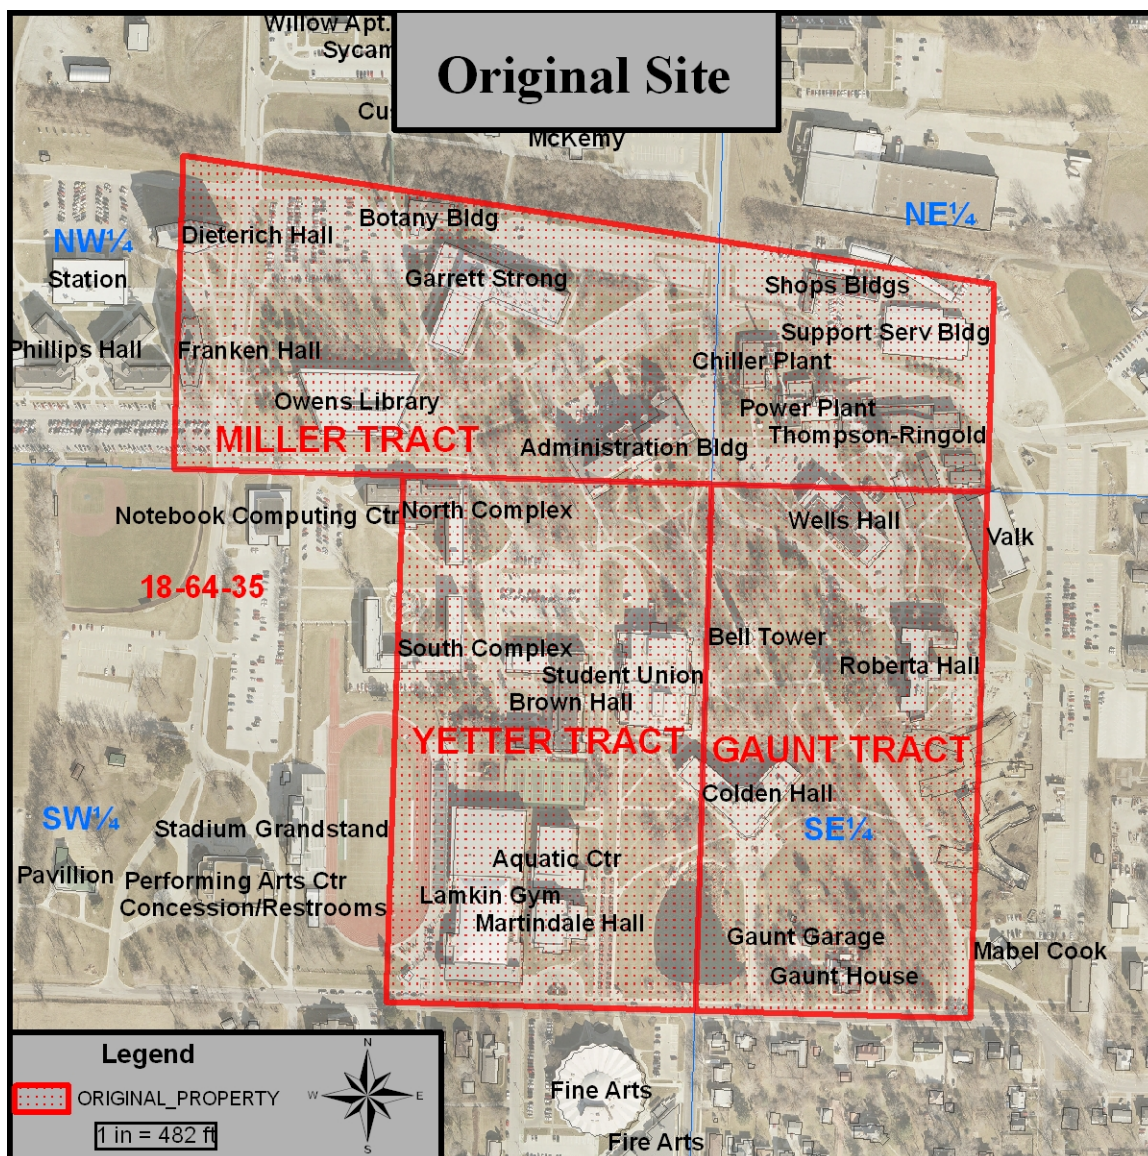 Willow Apt.
Sycam
Original Site
Cus
McKemy
Botany Bldg
Dieterich Hall
NW¼
NE¼
Station
Garrett Strong
Shops Bldgs
Support Serv Bldg
Phillips Hall
Franken Hall
Chiller Plant
Owens Library
Power Plant
MILLER TRACT
Administration Bldg
Thompson-Ringold
Notebook Computing Ctr
North Complex
Wells Hall
Valk
18-64-35
Bell Tower
South Complex
Roberta Hall
Student Union
Brown Hall
YETTER TRACT
GAUNT TRACT
Colden Hall
SW¼
SE¼
Stadium Grandstand
Aquatic Ctr
Pavillion
Performing Arts Ctr
Lamkin Gym
Concession/Restrooms
Martindale Hall
Gaunt Garage
Mabel Cook
Gaunt House
Legend
ORIGINAL_PROPERTY
1 in = 482 ft
N
W
E
S
Fine Arts
Fire Arts